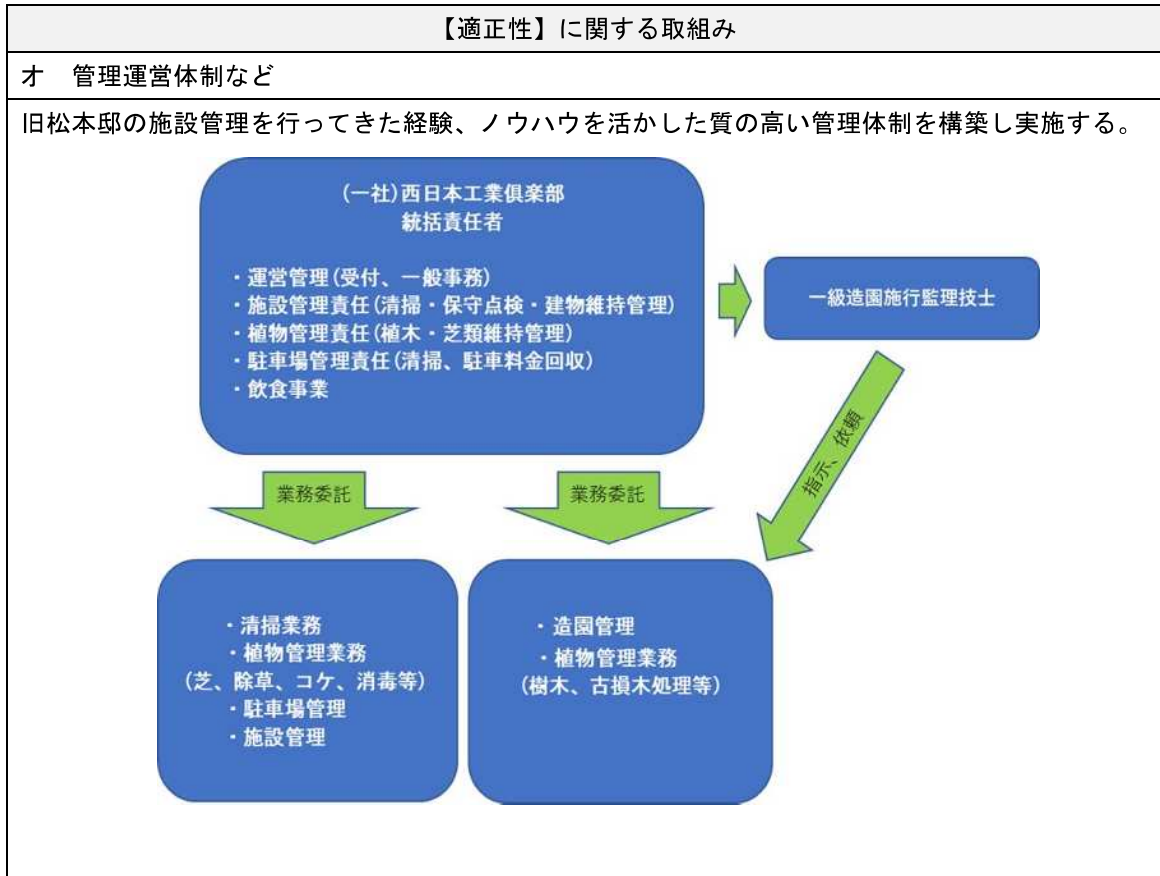 【適正性】に関する取組み
オ　管理運営体制など
旧松本邸の施設管理を行ってきた経験、ノウハウを活かした質の高い管理体制を構築し実施する。
(一社)西日本工業倶楽部
統括責任者
・運営管理(受付、一般事務)
・施設管理責任(清掃・保守点検・建物維持管理)
・植物管理責任(植木・芝類維持管理)
・駐車場管理責任(清掃、駐車料金回収)
・飲食事業
一級造園施行監理技士
指示、依頼
業務委託
業務委託
・清掃業務
・植物管理業務
(芝、除草、コケ、消毒等)
・駐車場管理
・施設管理
・造園管理
・植物管理業務
(樹木、古損木処理等)